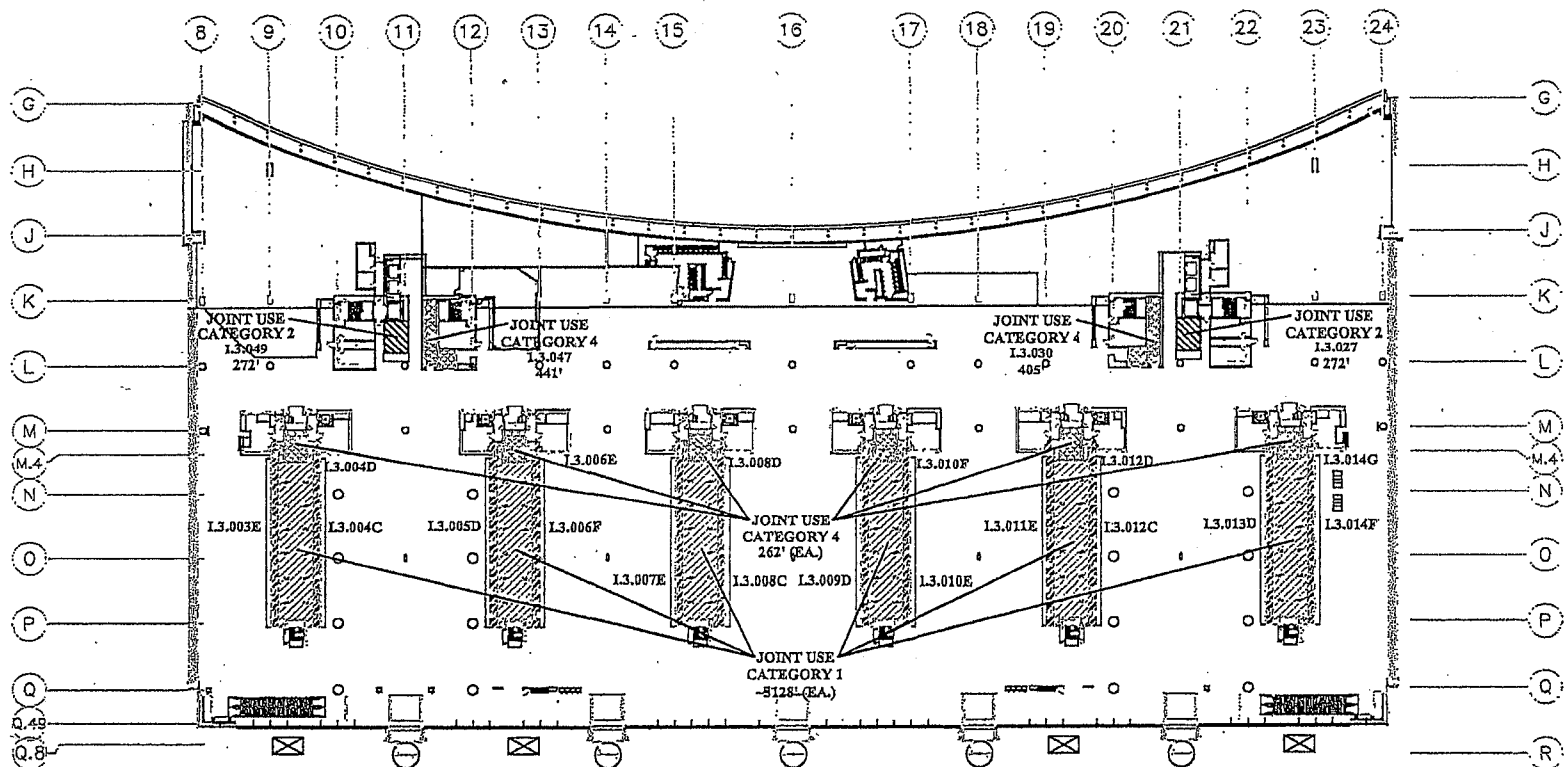 8 9 10 11 12 13 14 15 16 17 18 19 20 21 22 23 24
G G
H H
J J
K K
JOINT USE
CATEGORY 2
I.3.049
272'
JOINT USE
CATEGORY 4
I.3.047
441'
JOINT USE
CATEGORY 4
I.3.030
405'
JOINT USE
CATEGORY 2
I.3.027
272'
L L
M M
M.4 M.4
I.3.004D I.3.006E I.3.008D I.3.010F I.3.012D I.3.014G
N N
I.3.003E I.3.004C I.3.005D I.3.006F I.3.011E I.3.012C I.3.013D I.3.014F
JOINT USE
CATEGORY 4
262' (EA.)
O O
I.3.007E I.3.008C I.3.009D I.3.010E
P P
JOINT USE
CATEGORY 1
~5128' (EA.)
Q Q
Q.49
Q.8 R